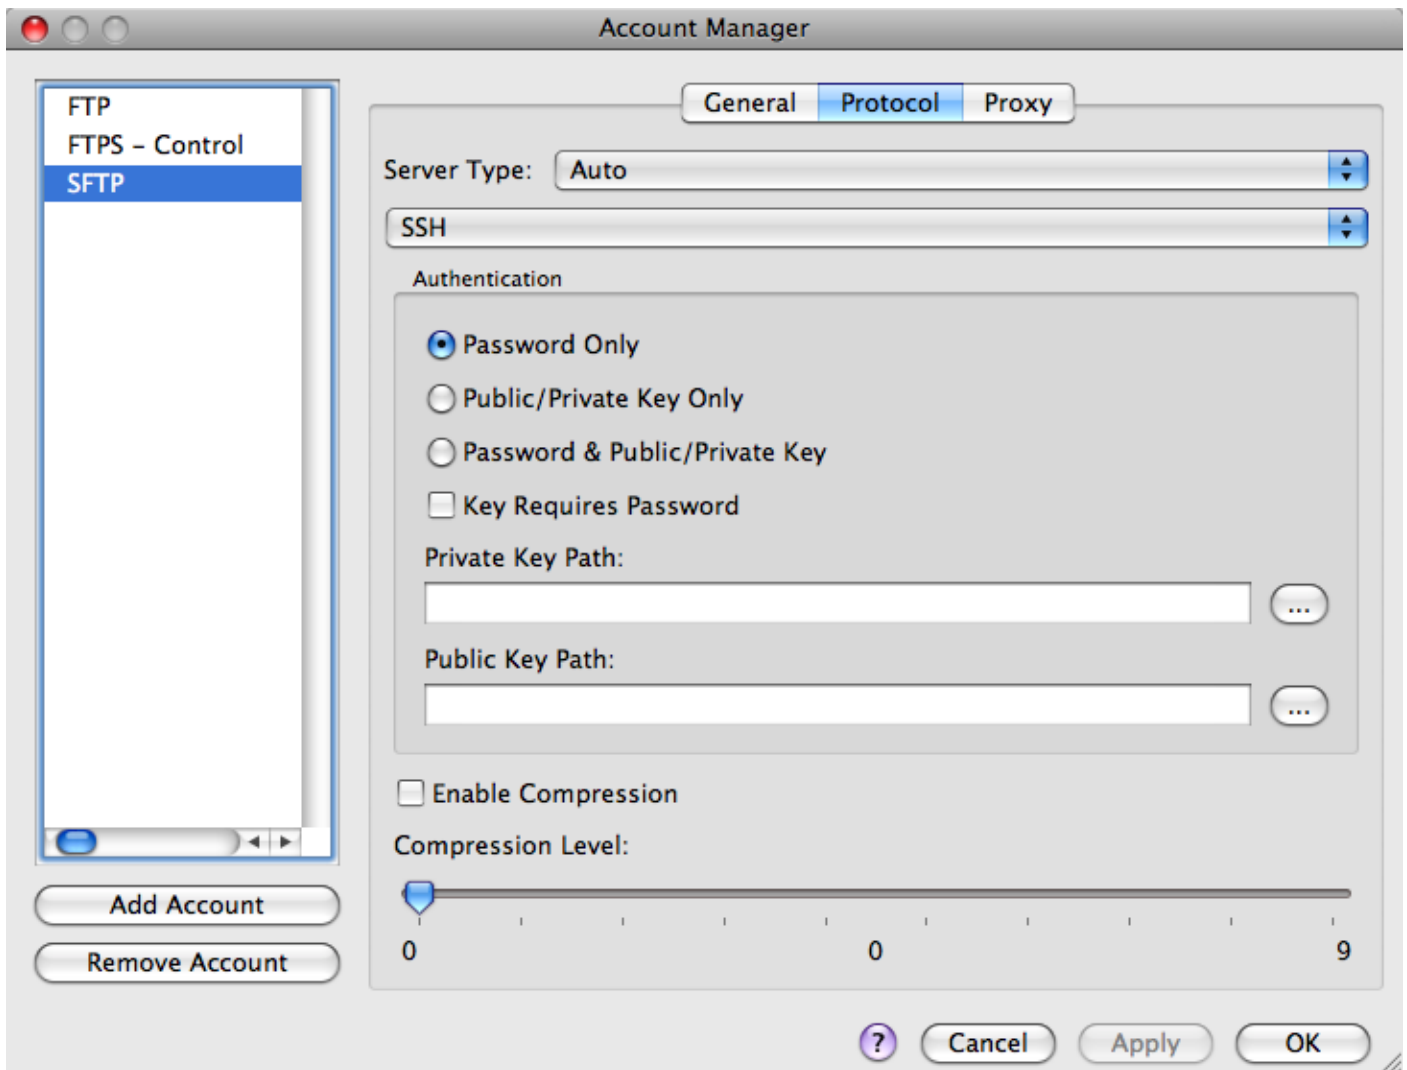 Account Manager
FTP
FTPS – Control
SFTP
Add Account
Remove Account
General Protocol Proxy
Server Type: Auto
SSH
Authentication
Password Only
Public/Private Key Only
Password & Public/Private Key
Key Requires Password
Private Key Path:
...
Public Key Path:
...
Enable Compression
Compression Level:
0 0 9
? Cancel Apply OK